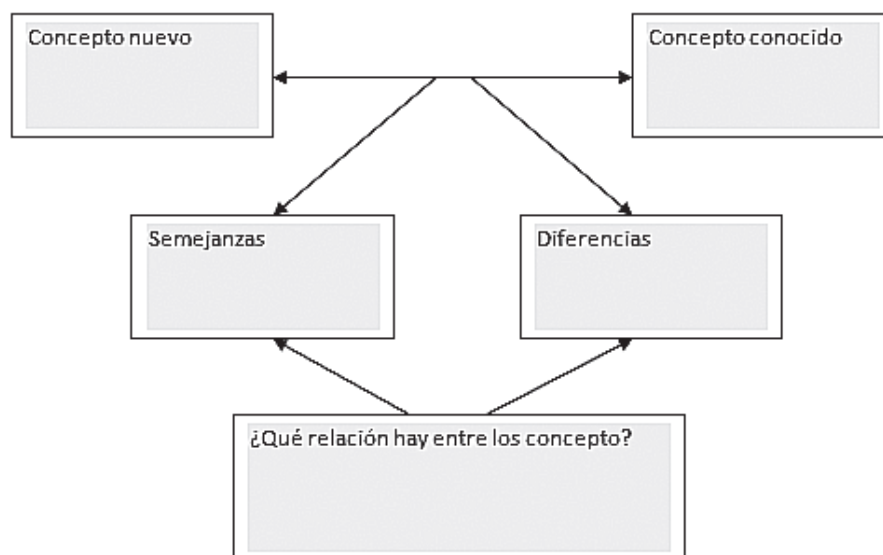 Concepto nuevo
Concepto conocido
Semejanzas
Diferencias
¿Qué relación hay entre los concepto?